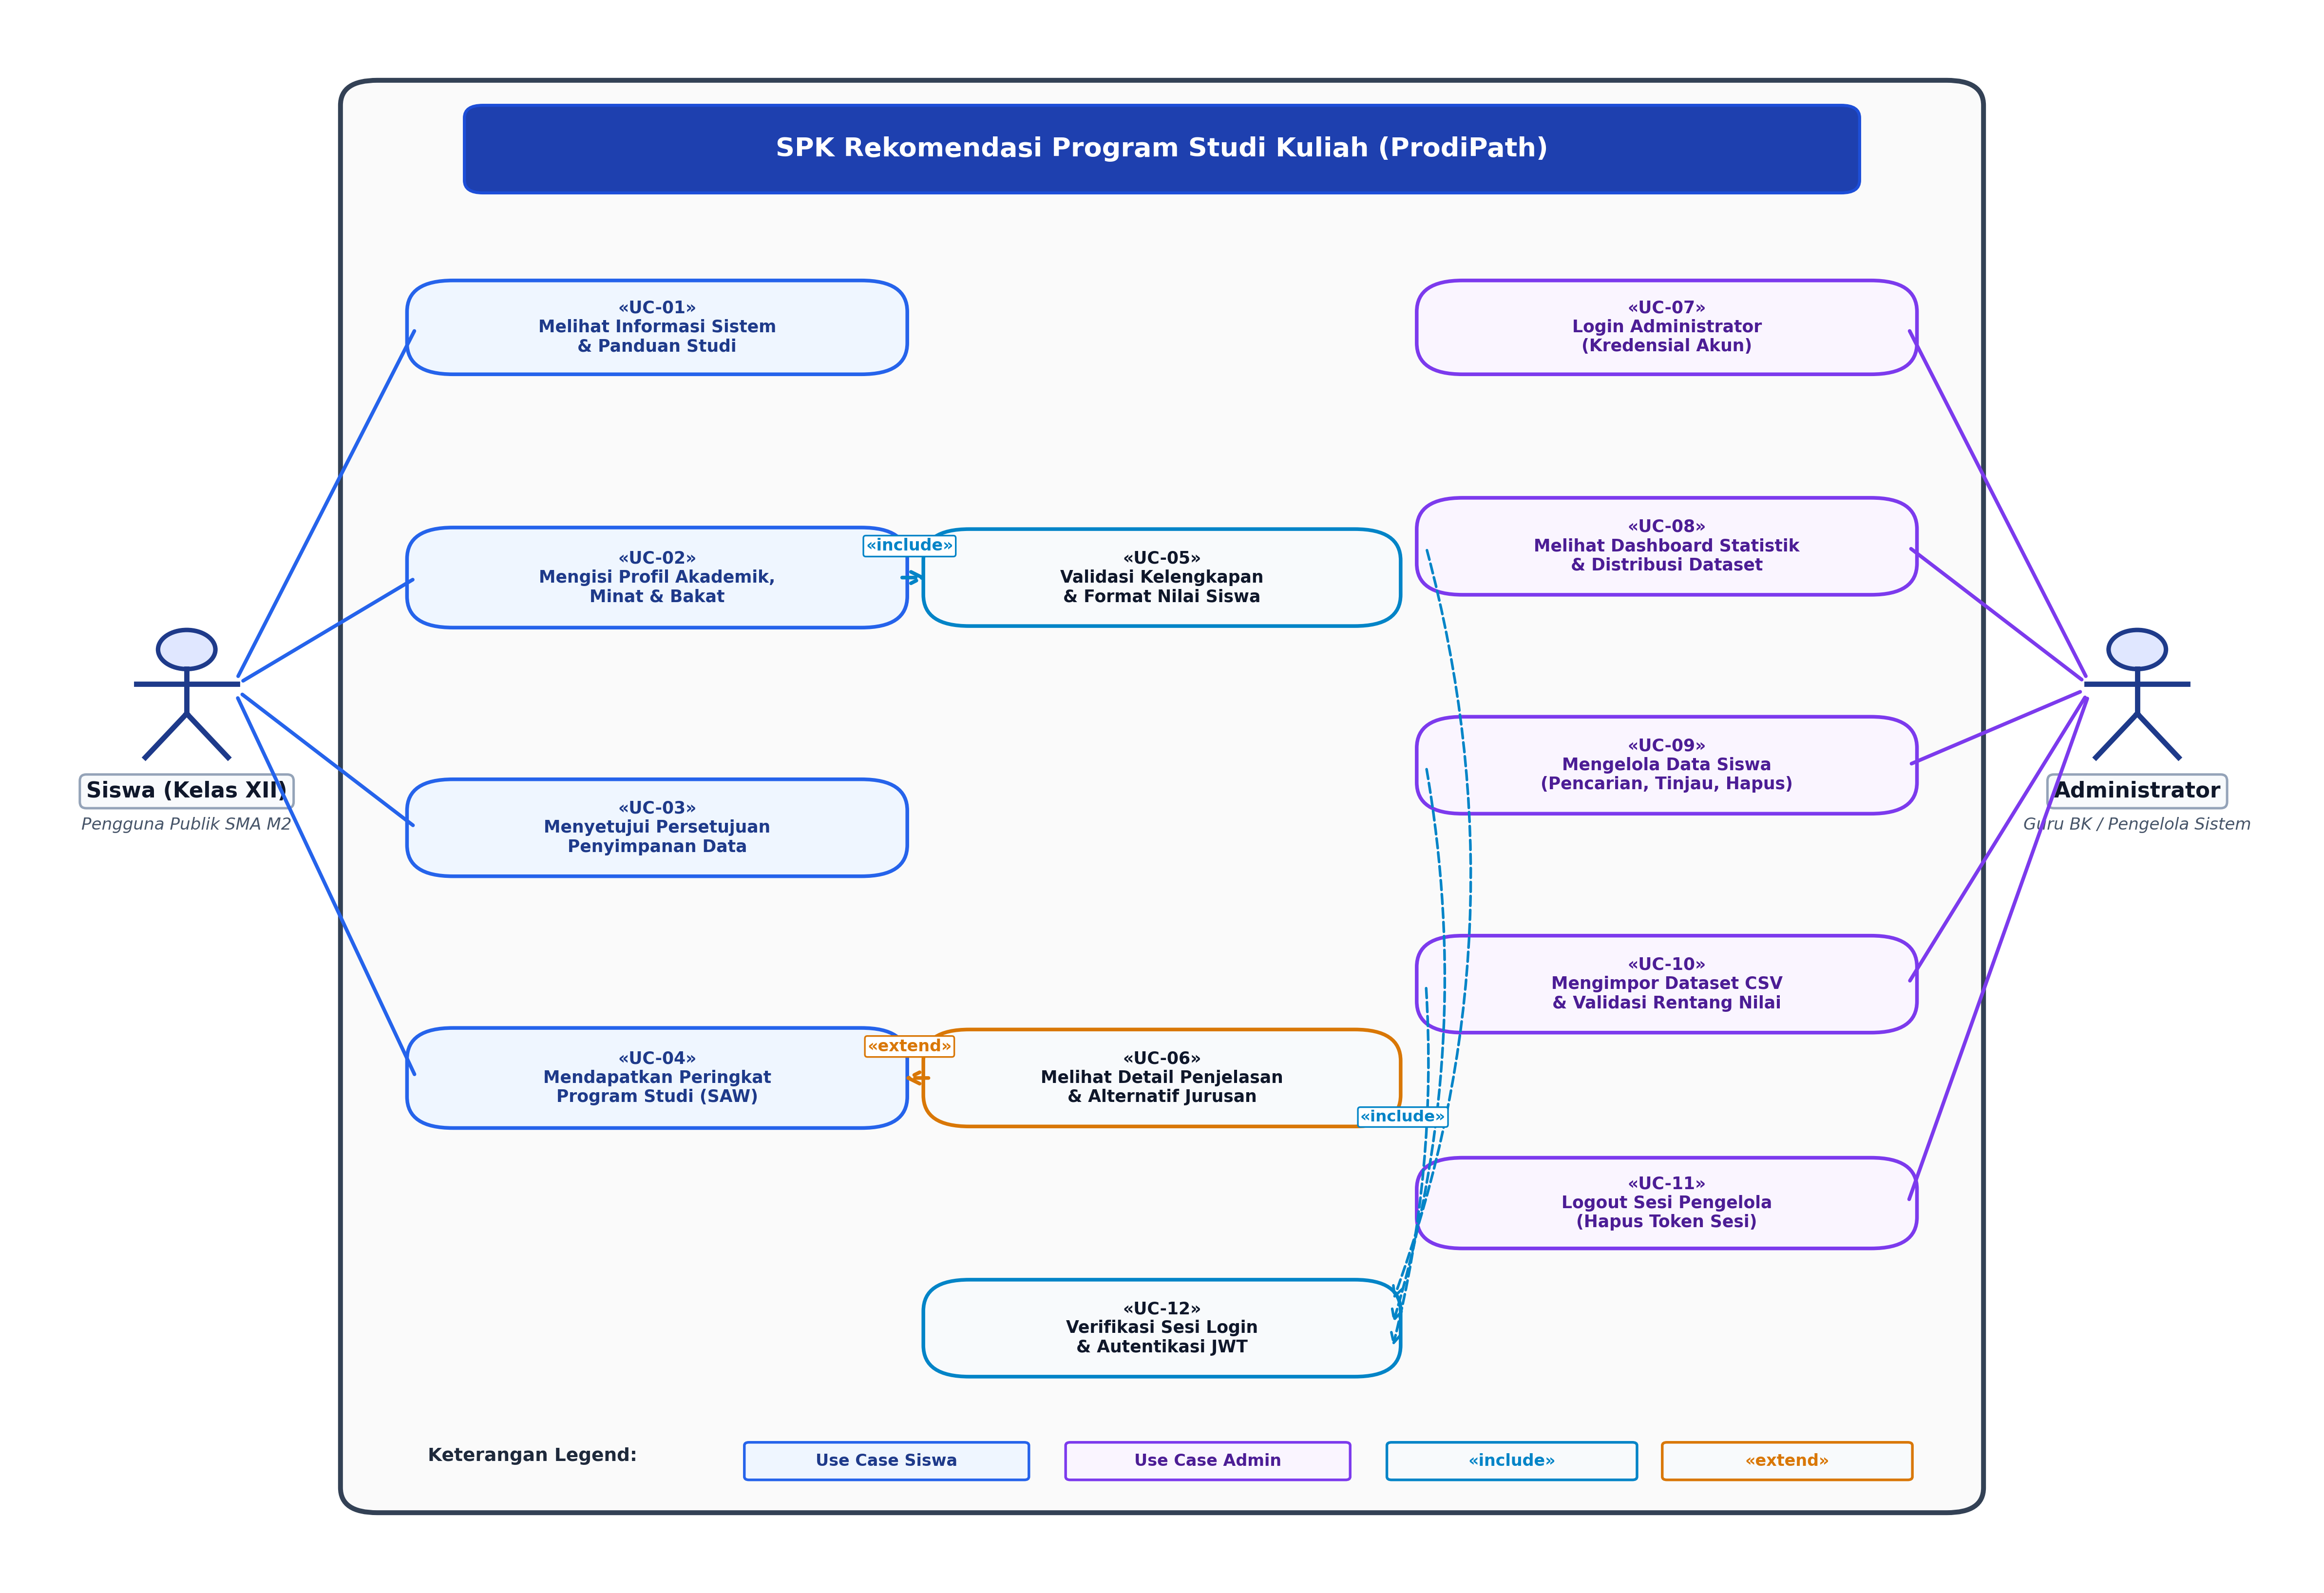 SPK Rekomendasi Program Studi Kuliah (ProdiPath)
«UC-01»
Melihat Informasi Sistem
& Panduan Studi
«UC-07»
Login Administrator
(Kredensial Akun)
«UC-02»
Mengisi Profil Akademik,
Minat & Bakat
«include»
«UC-05»
Validasi Kelengkapan
& Format Nilai Siswa
«UC-08»
Melihat Dashboard Statistik
& Distribusi Dataset
Siswa (Kelas XII)
Pengguna Publik SMA M2
«UC-03»
Menyetujui Persetujuan
Penyimpanan Data
«UC-09»
Mengelola Data Siswa
(Pencarian, Tinjau, Hapus)
Administrator
Guru BK / Pengelola Sistem
«UC-04»
Mendapatkan Peringkat
Program Studi (SAW)
«extend»
«UC-06»
Melihat Detail Penjelasan
& Alternatif Jurusan
«UC-10»
Mengimpor Dataset CSV
& Validasi Rentang Nilai
«include»
«UC-11»
Logout Sesi Pengelola
(Hapus Token Sesi)
«UC-12»
Verifikasi Sesi Login
& Autentikasi JWT
Keterangan Legend:
Use Case Siswa
Use Case Admin
«include»
«extend»